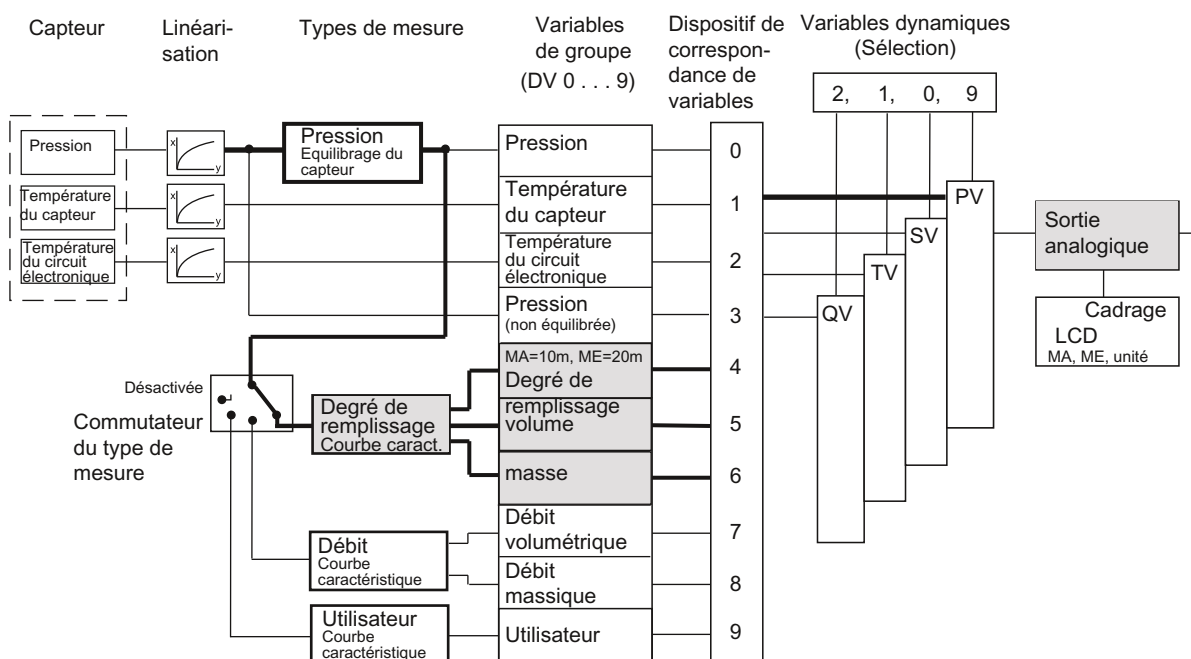 Capteur
Linéari-
sation
Types de mesure
Variables
de groupe
(DV 0 . . . 9)
Dispositif de
correspon-
dance de
variables
Variables dynamiques
(Sélection)
2, 1, 0, 9
Pression
x
y
Pression
Equilibrage du
capteur
Pression
0
Température
du capteur
x
y
Température
du capteur
1
PV
Température
du circuit
électronique
x
y
Température
du circuit
électronique
2
SV
TV
QV
Sortie
analogique
Pression
(non équilibrée)
3
Cadrage
LCD
MA, ME, unité
MA=10m, ME=20m
Degré de
4
Désactivée
Commutateur
du type de
mesure
Degré de
remplissage
Courbe caract.
remplissage
volume
5
masse
6
Débit
Courbe
caractéristique
Débit
volumétrique
7
Débit
massique
8
Utilisateur
Courbe
caractéristique
Utilisateur
9